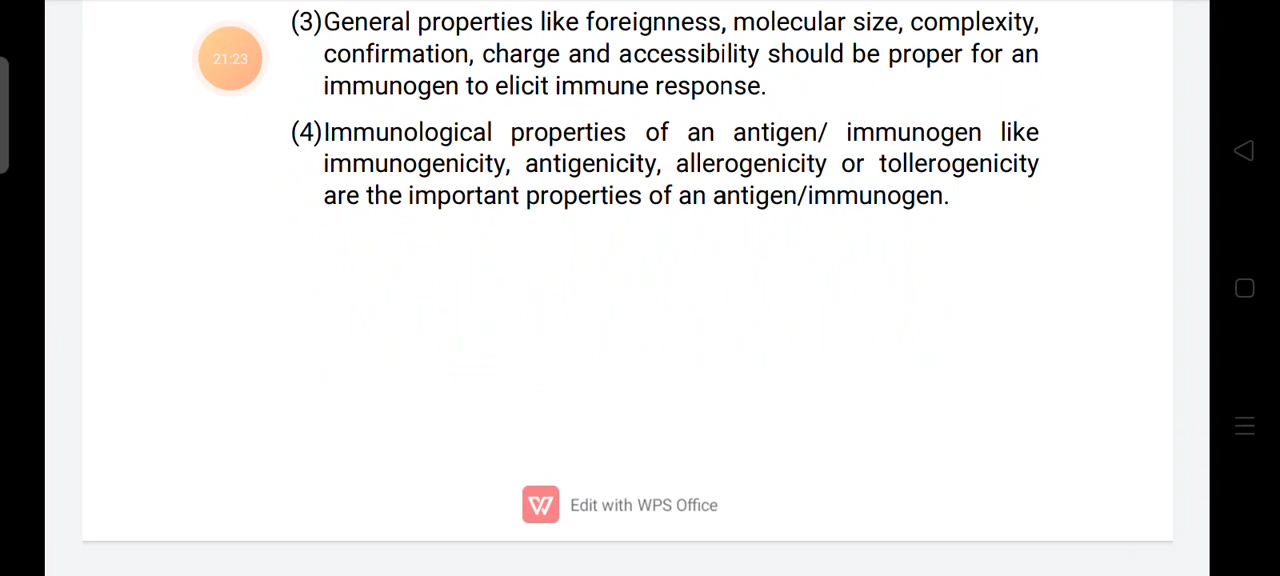 (3)General properties like foreignness, molecular size, complexity,
21:23
confirmation, charge and accessibility should be proper for an
immunogen to elicit immune response.
(4)Immunological properties of an antigen/ immunogen like
immunogenicity, antigenicity, allerogenicity or tollerogenicity
are the important properties of an antigen/immunogen.
Edit with WPS Office